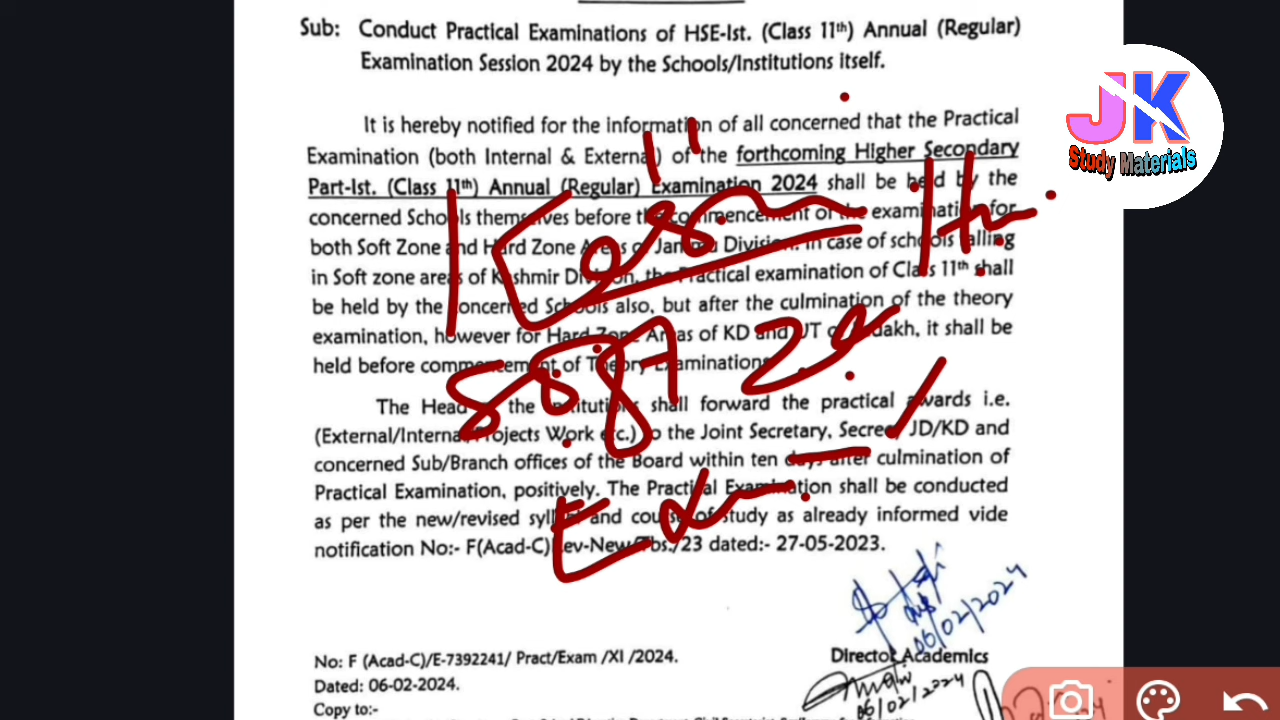 Sub: Conduct Practical Examinations of HSE-Ist. (Class 11th) Annual (Regular)
Examination Session 2024 by the Schools/Institutions itself.
JK
Study Materials
It is hereby notified for the information of all concerned that the Practical
Examination (both Internal & External) of the forthcoming Higher Secondary
Part-Ist. (Class 11th) Annual (Regular) Examination 2024 shall be held by the
concerned Schools themselves before the commencement of the examination for
both Soft Zone and Hard Zone Areas of Jammu Division. In case of schools falling
in Soft zone areas of Kashmir Division, the Practical examination of Class 11th shall
be held by the concerned Schools also, but after the culmination of the theory
examination, however for Hard Zone Areas of KD and UT of Ladakh, it shall be
held before commencement of Theory Examinations.
The Head of the Institutions shall forward the practical awards i.e.
(External/Internal Projects Work etc.) to the Joint Secretary, Secrecy JD/KD and
concerned Sub/Branch offices of the Board within ten days after culmination of
Practical Examination, positively. The Practical Examination shall be conducted
as per the new/revised syllabi and course of study as already informed vide
notification No:- F(Acad-C) Rev-New/Tbs./23 dated:- 27-05-2023.
06/02/2024
No: F (Acad-C)/E-7392241/ Pract/Exam /XI /2024.
Director Academics
Dated: 06-02-2024.
06/02/2024
Copy to:-